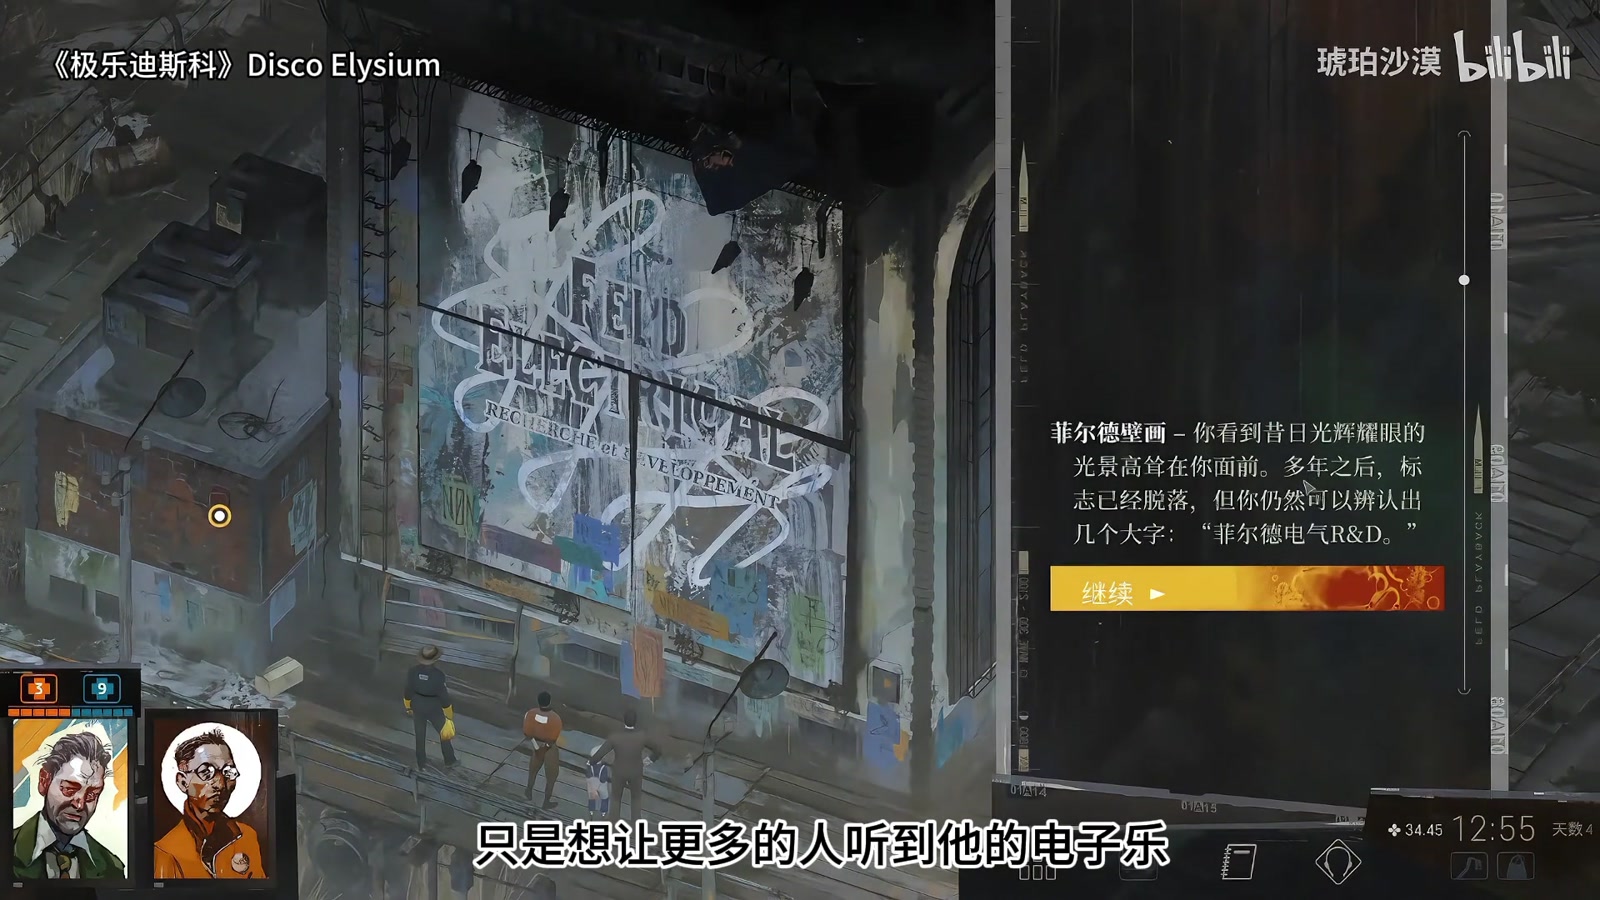 《极乐迪斯科》Disco Elysium
琥珀沙漠 bilibili
FELD
ELECTRICAL
RECHERCHE et DEVELOPPEMENT
NØN
菲尔德壁画 – 你看到昔日光辉耀眼的
光景高耸在你面前。多年之后，标
志已经脱落，但你仍然可以辨认出
几个大字：“菲尔德电气R&D。”
继续
3
9
01A14
01A15
34.45
12:55
天数4
只是想让更多的人听到他的电子乐